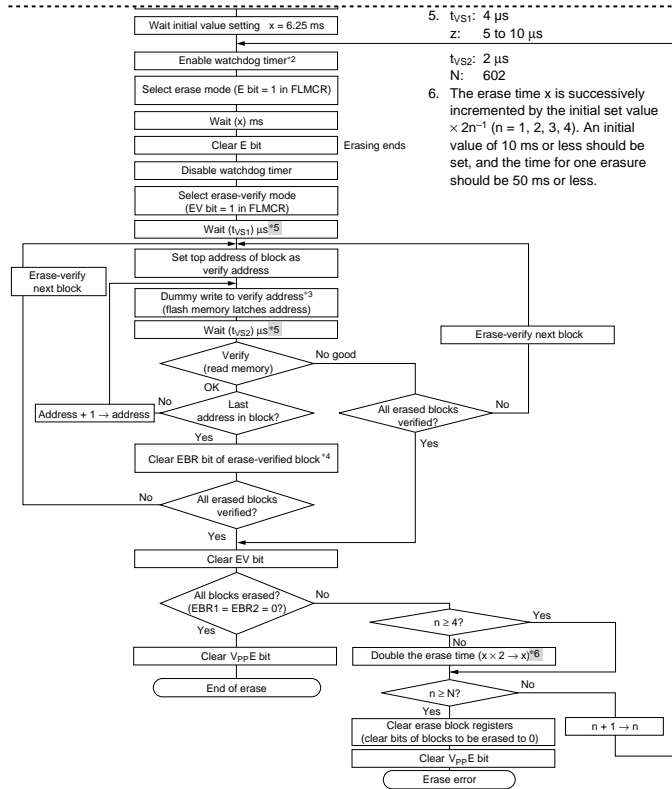 Wait initial value setting x = 6.25 ms
Enable watchdog timer*2
Select erase mode (E bit = 1 in FLMCR)
Wait (x) ms
Clear E bit
Erasing ends
Disable watchdog timer
Select erase-verify mode
(EV bit = 1 in FLMCR)
Wait (tVS1) µs*5
Set top address of block as
verify address
Erase-verify
next block
Dummy write to verify address*3
(flash memory latches address)
Wait (tVS2) µs*5
Erase-verify next block
Verify
(read memory)
No good
OK
Last
address in block?
No
Address + 1 → address
All erased blocks
verified?
No
Yes
Yes
Clear EBR bit of erase-verified block*4
All erased blocks
verified?
No
Yes
Clear EV bit
All blocks erased?
(EBR1 = EBR2 = 0?)
No
Yes
n ≥ 4?
Yes
No
Clear VPPE bit
Double the erase time (x × 2 → x)*6
End of erase
n ≥ N?
No
Yes
Clear erase block registers
(clear bits of blocks to be erased to 0)
n + 1 → n
Clear VPPE bit
Erase error
5. tVS1: 4 µs
z: 5 to 10 µs
tVS2: 2 µs
N: 602
6. The erase time x is successively
incremented by the initial set value
× 2n–1 (n = 1, 2, 3, 4). An initial
value of 10 ms or less should be
set, and the time for one erasure
should be 50 ms or less.